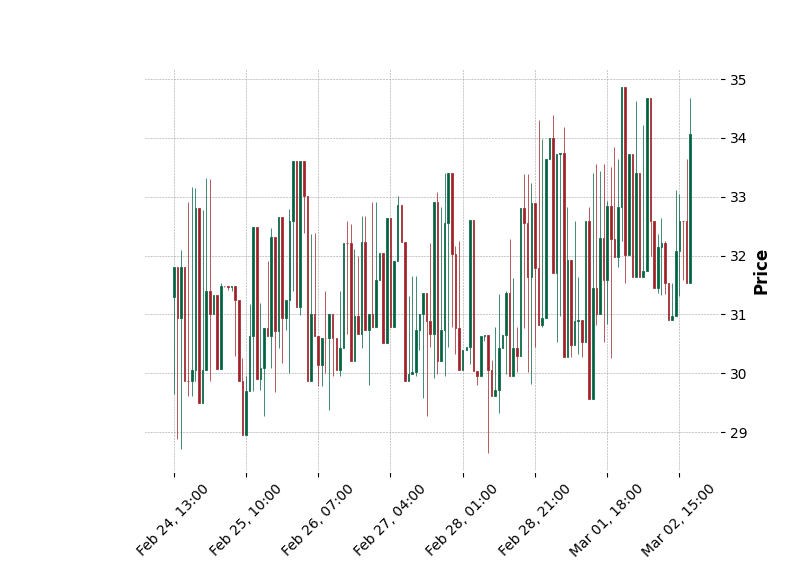 35
34
33
32
31
30
29
Price
Feb 24, 13:00
Feb 25, 10:00
Feb 26, 07:00
Feb 27, 04:00
Feb 28, 01:00
Feb 28, 21:00
Mar 01, 18:00
Mar 02, 15:00